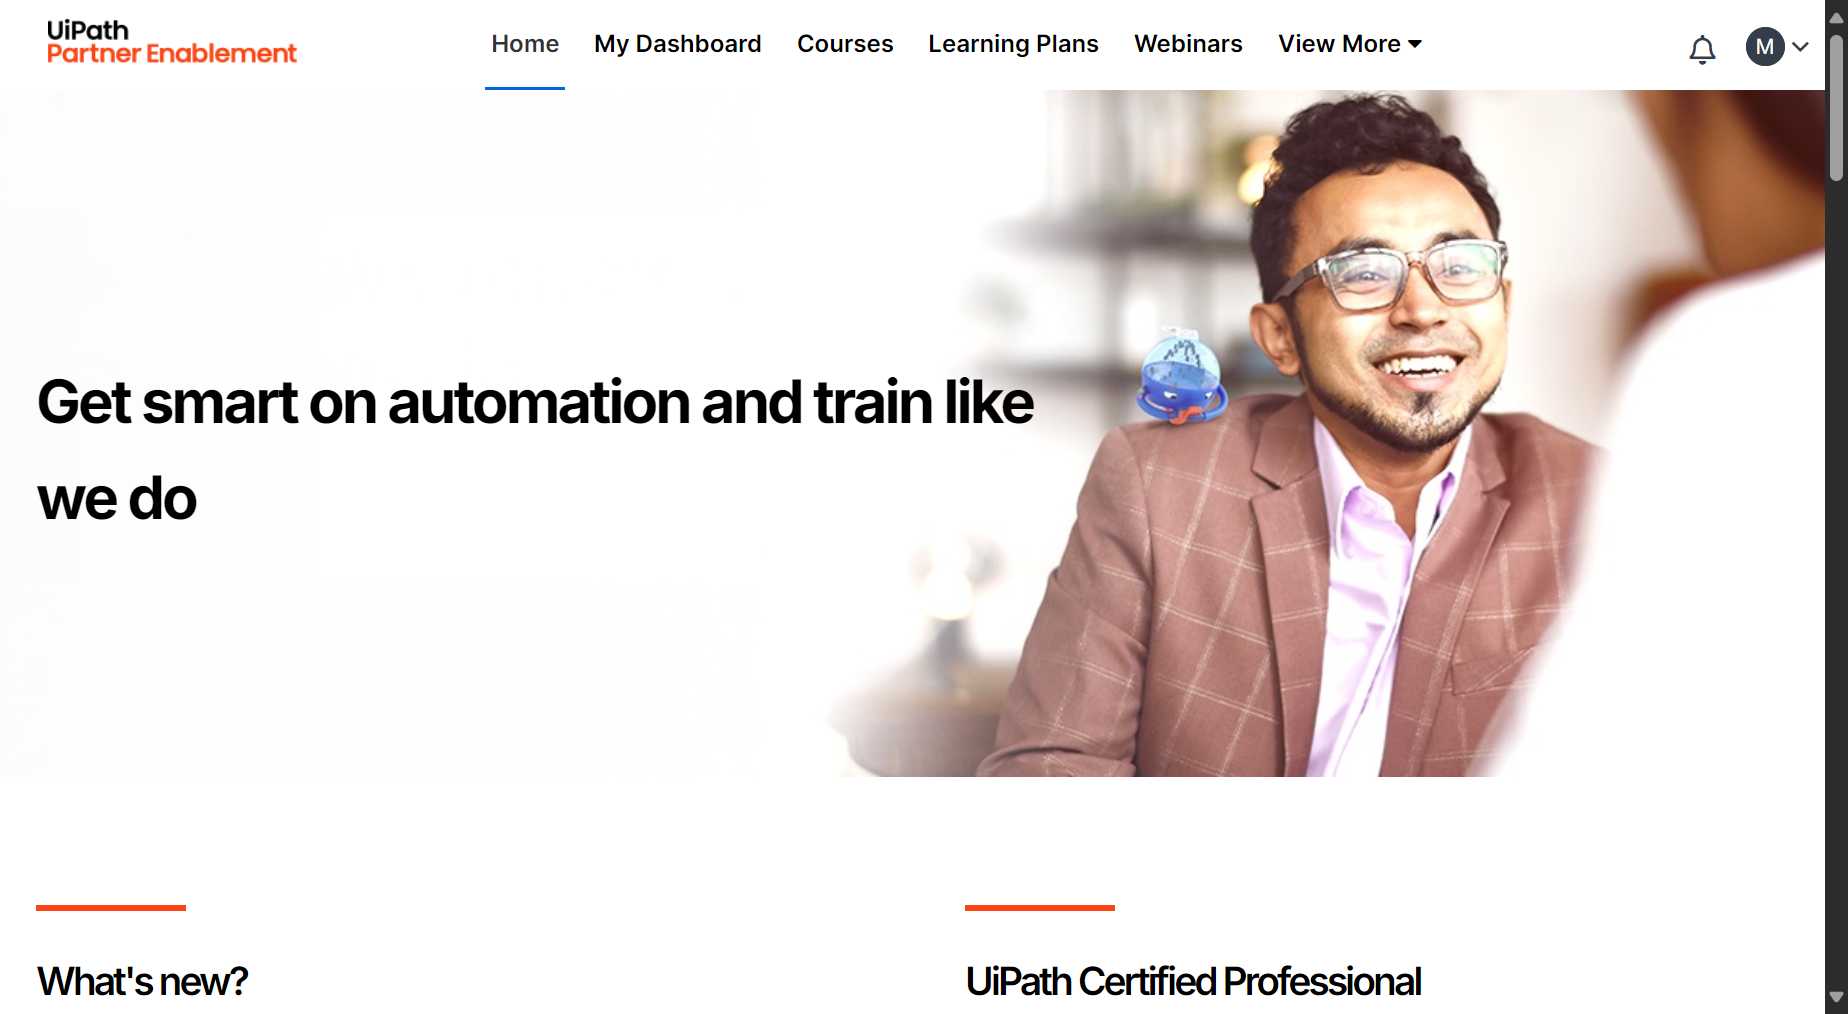 UiPath
Partner Enablement
Home
My Dashboard
Courses
Learning Plans
Webinars
View More
M
Get smart on automation and train like
we do
What's new?
UiPath Certified Professional